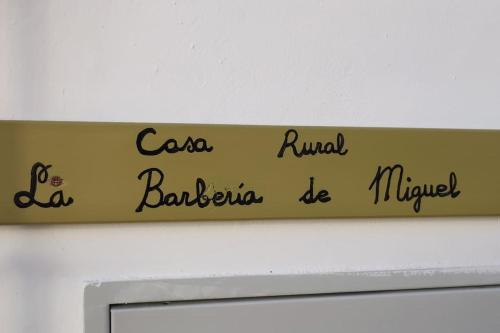 Casa Rural
La Barbería de Miguel